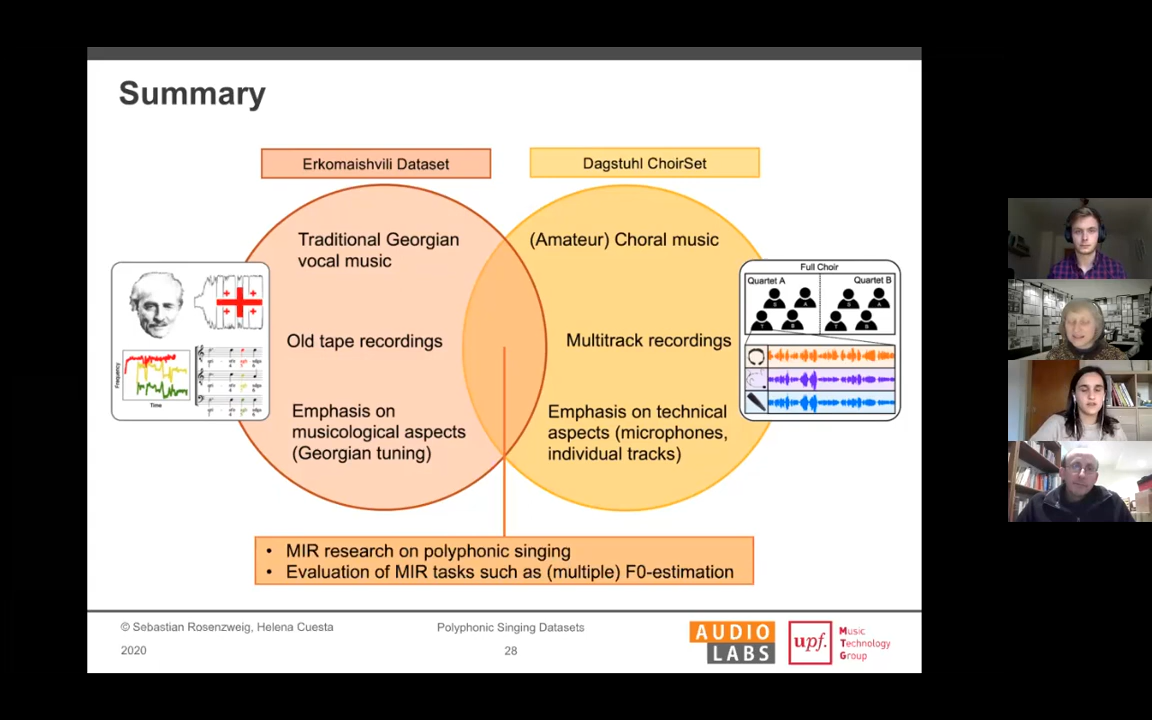 Summary
Erkomaishvili Dataset
Dagstuhl ChoirSet
Traditional Georgian
vocal music
(Amateur) Choral music
Old tape recordings
Multitrack recordings
Emphasis on
musicological aspects
(Georgian tuning)
Emphasis on technical
aspects (microphones,
individual tracks)
Frequency
Time
Full Choir
Quartet A
Quartet B
S
A
T
B
S
A
T
B
• MIR research on polyphonic singing
• Evaluation of MIR tasks such as (multiple) F0-estimation
© Sebastian Rosenzweig, Helena Cuesta
Polyphonic Singing Datasets
2020
28
AUDIO
LABS
upf.
Music
Technology
Group